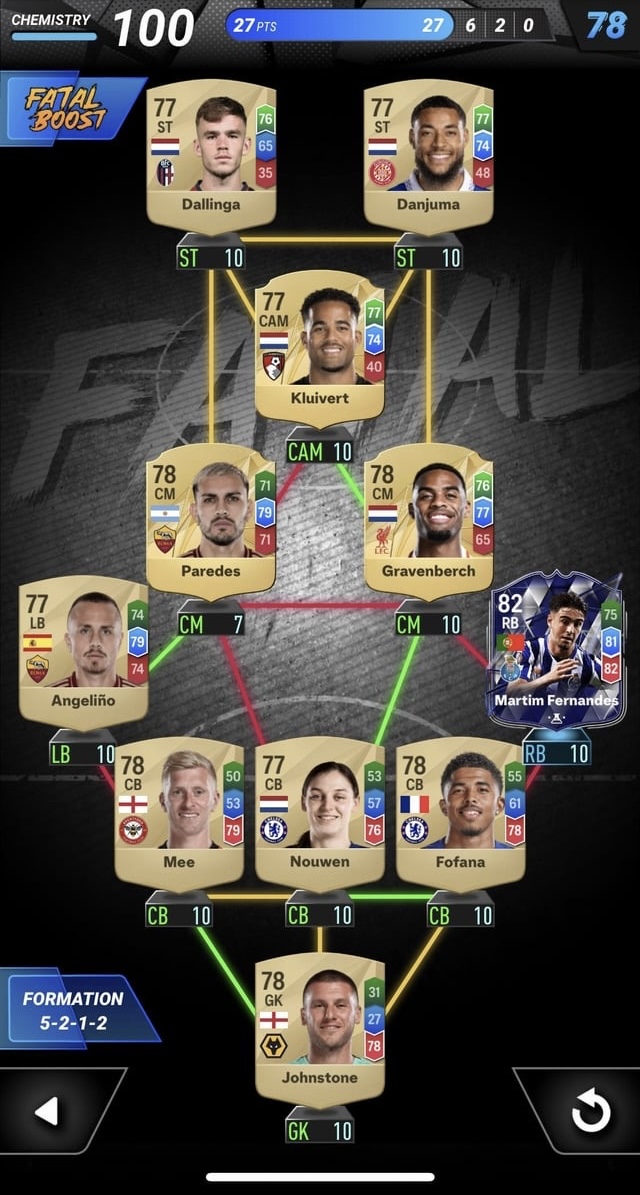 CHEMISTRY 100 27 PTS 27 6 2 0 78
FATAL
BOOST
77 77
ST 76 ST 77
65 74
35 48
Dallinga Danjuma
ST 10 ST 10
77
CAM 77
74
40
Kluivert
CAM 10
78 78
CM 71 CM 76
79 77
71 65
Paredes Gravenberch
CM 7 CM 10
77 82
LB 74 RB 75
79 81
74 82
Angeliño Martim Fernandes
LB 10 RB 10
78 77 78
CB 50 CB 53 CB 55
53 57 61
79 76 78
Mee Nouwen Fofana
CB 10 CB 10 CB 10
78
GK 31
27
78
Johnstone
GK 10
FORMATION
5-2-1-2